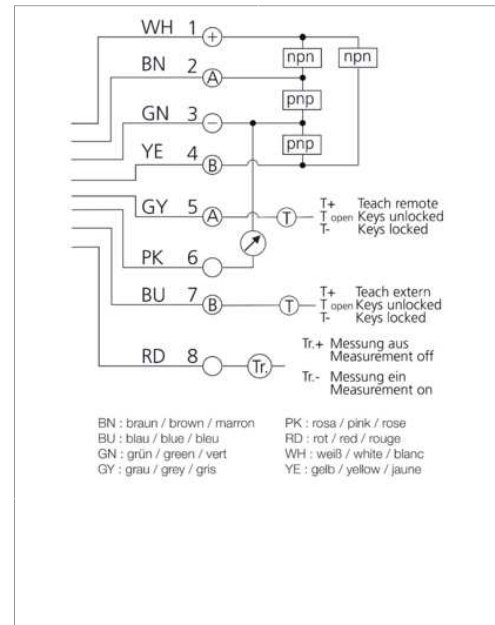 WH 1 +
npn npn
BN 2 A
pnp
GN 3 −
pnp
YE 4 B
GY 5 A T
T+ Teach remote
T open Keys unlocked
T- Keys locked
PK 6
BU 7 B T
T+ Teach extern
T open Keys unlocked
T- Keys locked
Tr.+ Messung aus
Measurement off
RD 8 Tr.
Tr.- Messung ein
Measurement on
BN : braun / brown / marron
BU : blau / blue / bleu
GN : grün / green / vert
GY : grau / grey / gris
PK : rosa / pink / rose
RD : rot / red / rouge
WH : weiß / white / blanc
YE : gelb / yellow / jaune